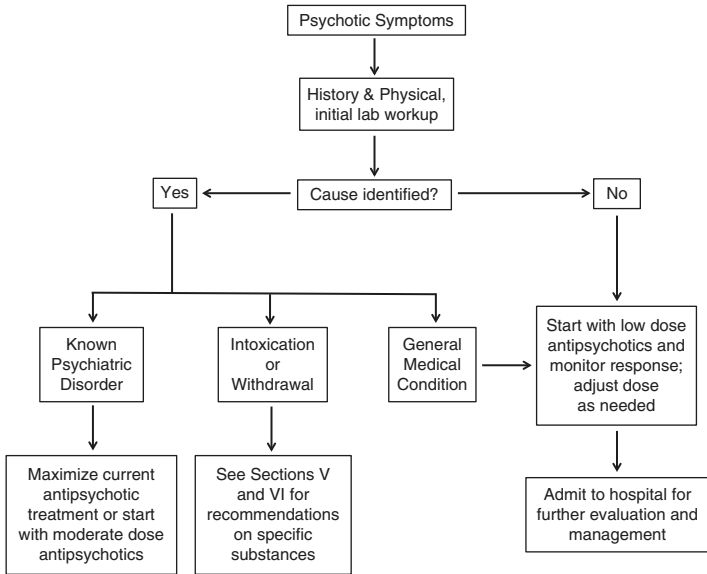 Psychotic Symptoms
History & Physical,
initial lab workup
Yes
Cause identified?
No
Known
Psychiatric
Disorder
Intoxication
or
Withdrawal
General
Medical
Condition
Start with low dose
antipsychotics and
monitor response;
adjust dose
as needed
Maximize current
antipsychotic
treatment or start
with moderate dose
antipsychotics
See Sections V
and VI for
recommendations
on specific
substances
Admit to hospital for
further evaluation and
management